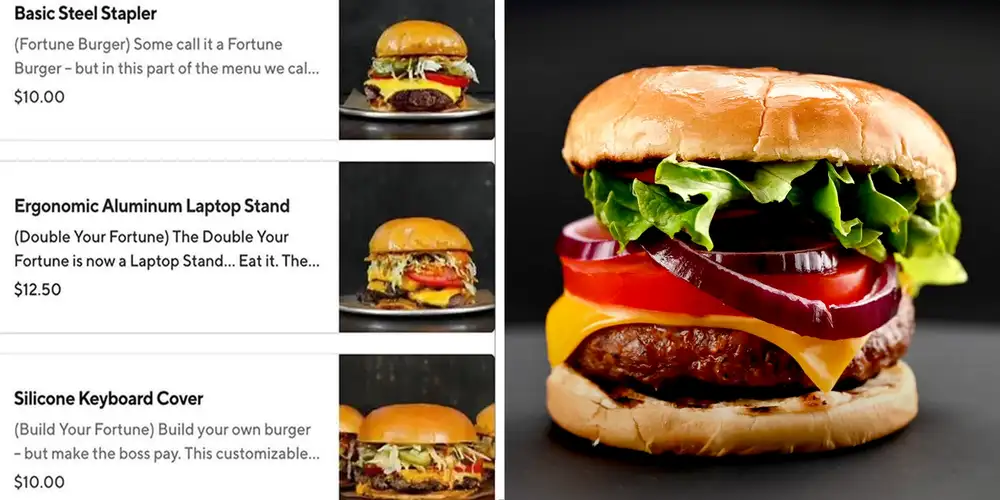 Basic Steel Stapler
(Fortune Burger) Some call it a Fortune
Burger – but in this part of the menu we cal...
$10.00
Ergonomic Aluminum Laptop Stand
(Double Your Fortune) The Double Your
Fortune is now a Laptop Stand... Eat it. The...
$12.50
Silicone Keyboard Cover
(Build Your Fortune) Build your own burger
– but make the boss pay. This customizable...
$10.00